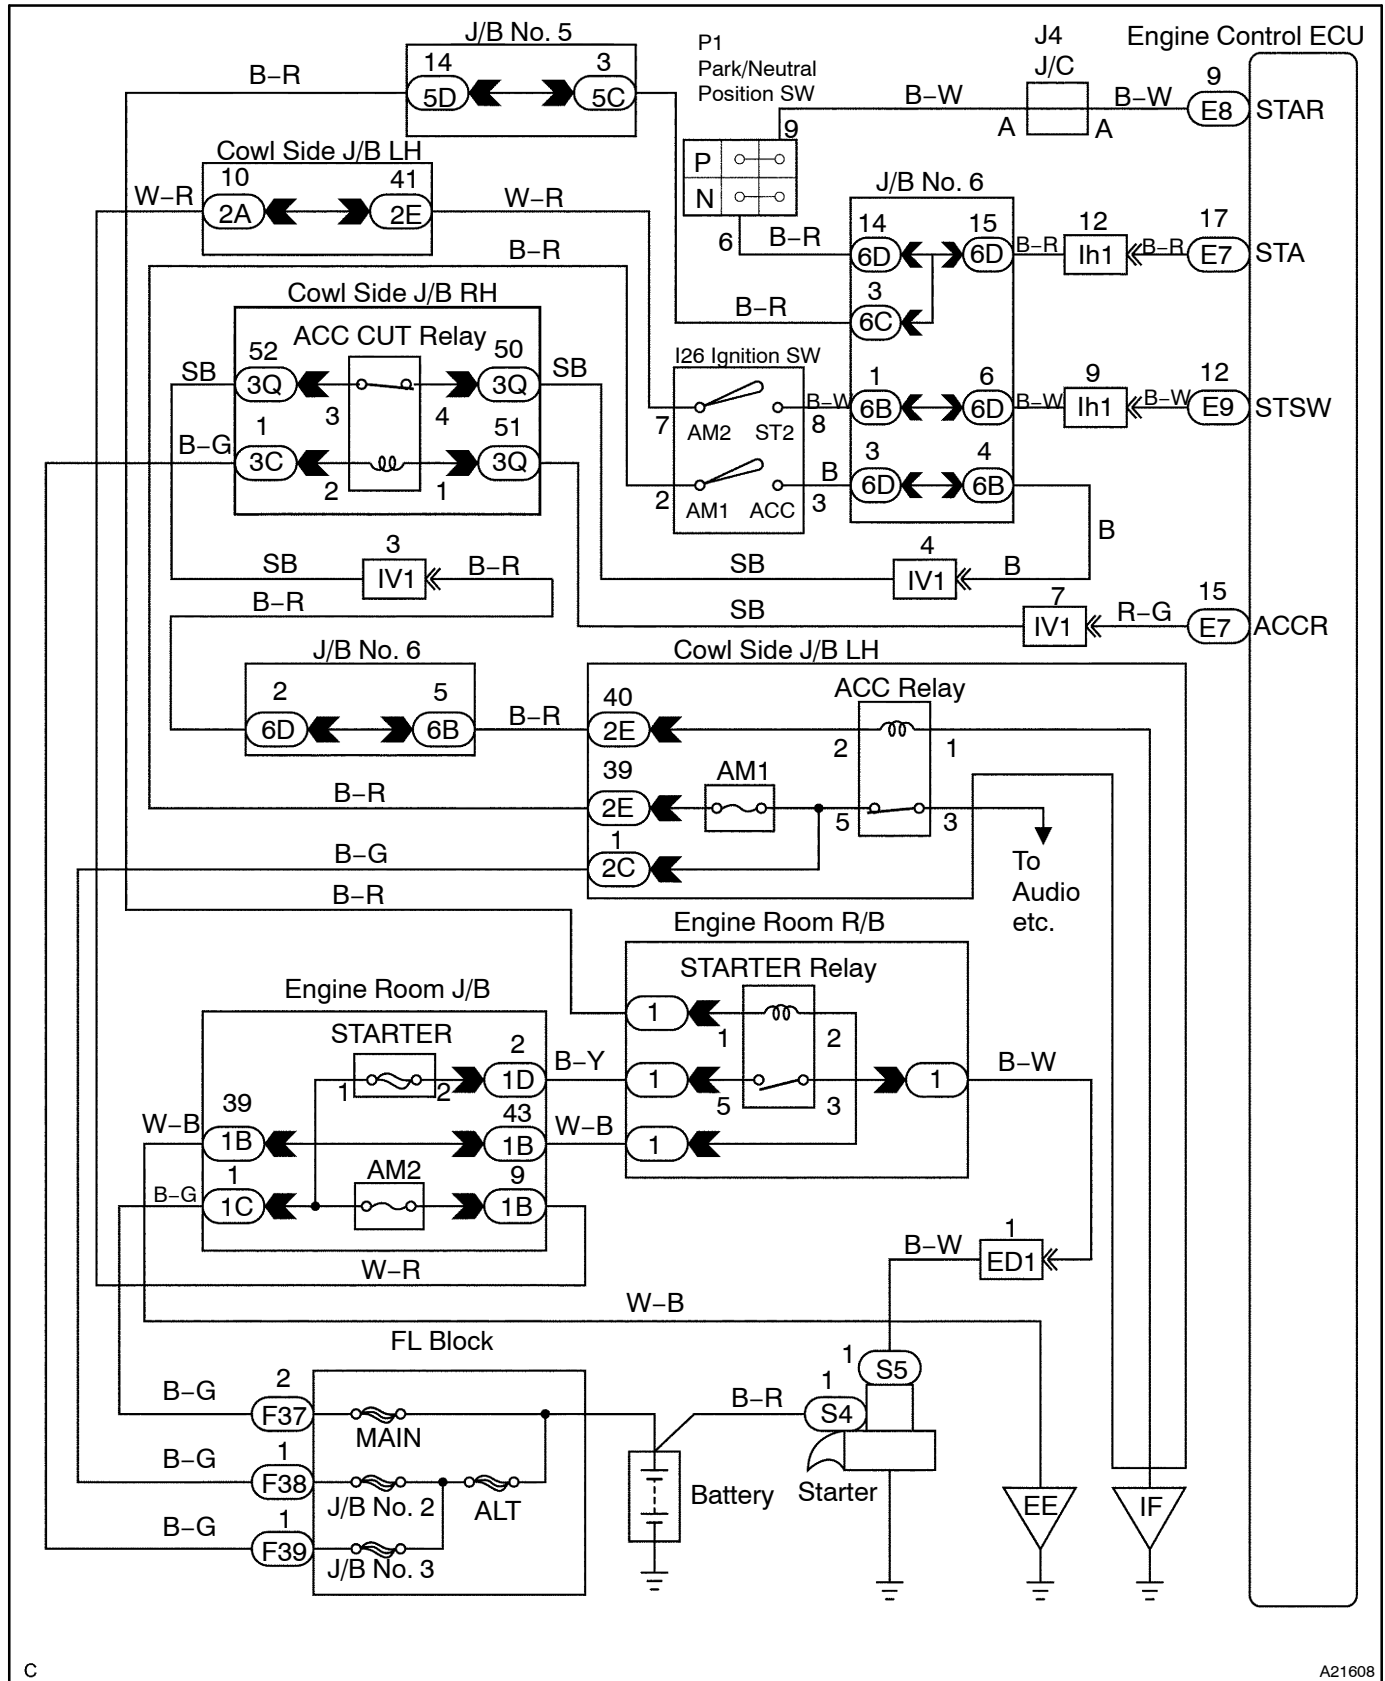 J/B No. 5
P1
Park/Neutral
Position SW
J4
J/C
Engine Control ECU
B–R
14
3
5D
5C
9
B–W
A
A
B–W
9
E8
STAR
P
N
6
B–R
Cowl Side J/B LH
W–R
10
41
2A
2E
W–R
B–R
J/B No. 6
14
15
6D
6D
B–R
12
Ih1
B–R
17
E7
STA
3
6C
B–R
Cowl Side J/B RH
ACC CUT Relay
SB
52
50
3Q
3Q
SB
3
4
B–G
1
51
3C
3Q
2
1
I26 Ignition SW
7
AM2
ST2
8
B–W
1
6
6B
6D
B–W
9
Ih1
B–W
12
E9
STSW
2
AM1
ACC
3
B
3
4
6D
6B
B
SB
3
IV1
B–R
SB
4
IV1
B
B–R
SB
7
IV1
R–G
15
E7
ACCR
J/B No. 6
2
5
6D
6B
B–R
Cowl Side J/B LH
ACC Relay
40
2E
2
1
39
2E
AM1
5
3
B–R
1
2C
B–G
To
Audio
etc.
B–R
Engine Room R/B
STARTER Relay
1
1
2
1
5
3
1
B–W
1
Engine Room J/B
STARTER
1
2
2
1D
B–Y
W–B
39
43
1B
1B
W–B
B–G
1
AM2
9
1C
1B
W–R
B–W
1
ED1
W–B
FL Block
B–G
2
F37
MAIN
B–G
1
F38
J/B No. 2
ALT
B–G
1
F39
J/B No. 3
Battery
B–R
1
S4
1
S5
Starter
EE
IF
C
A21608